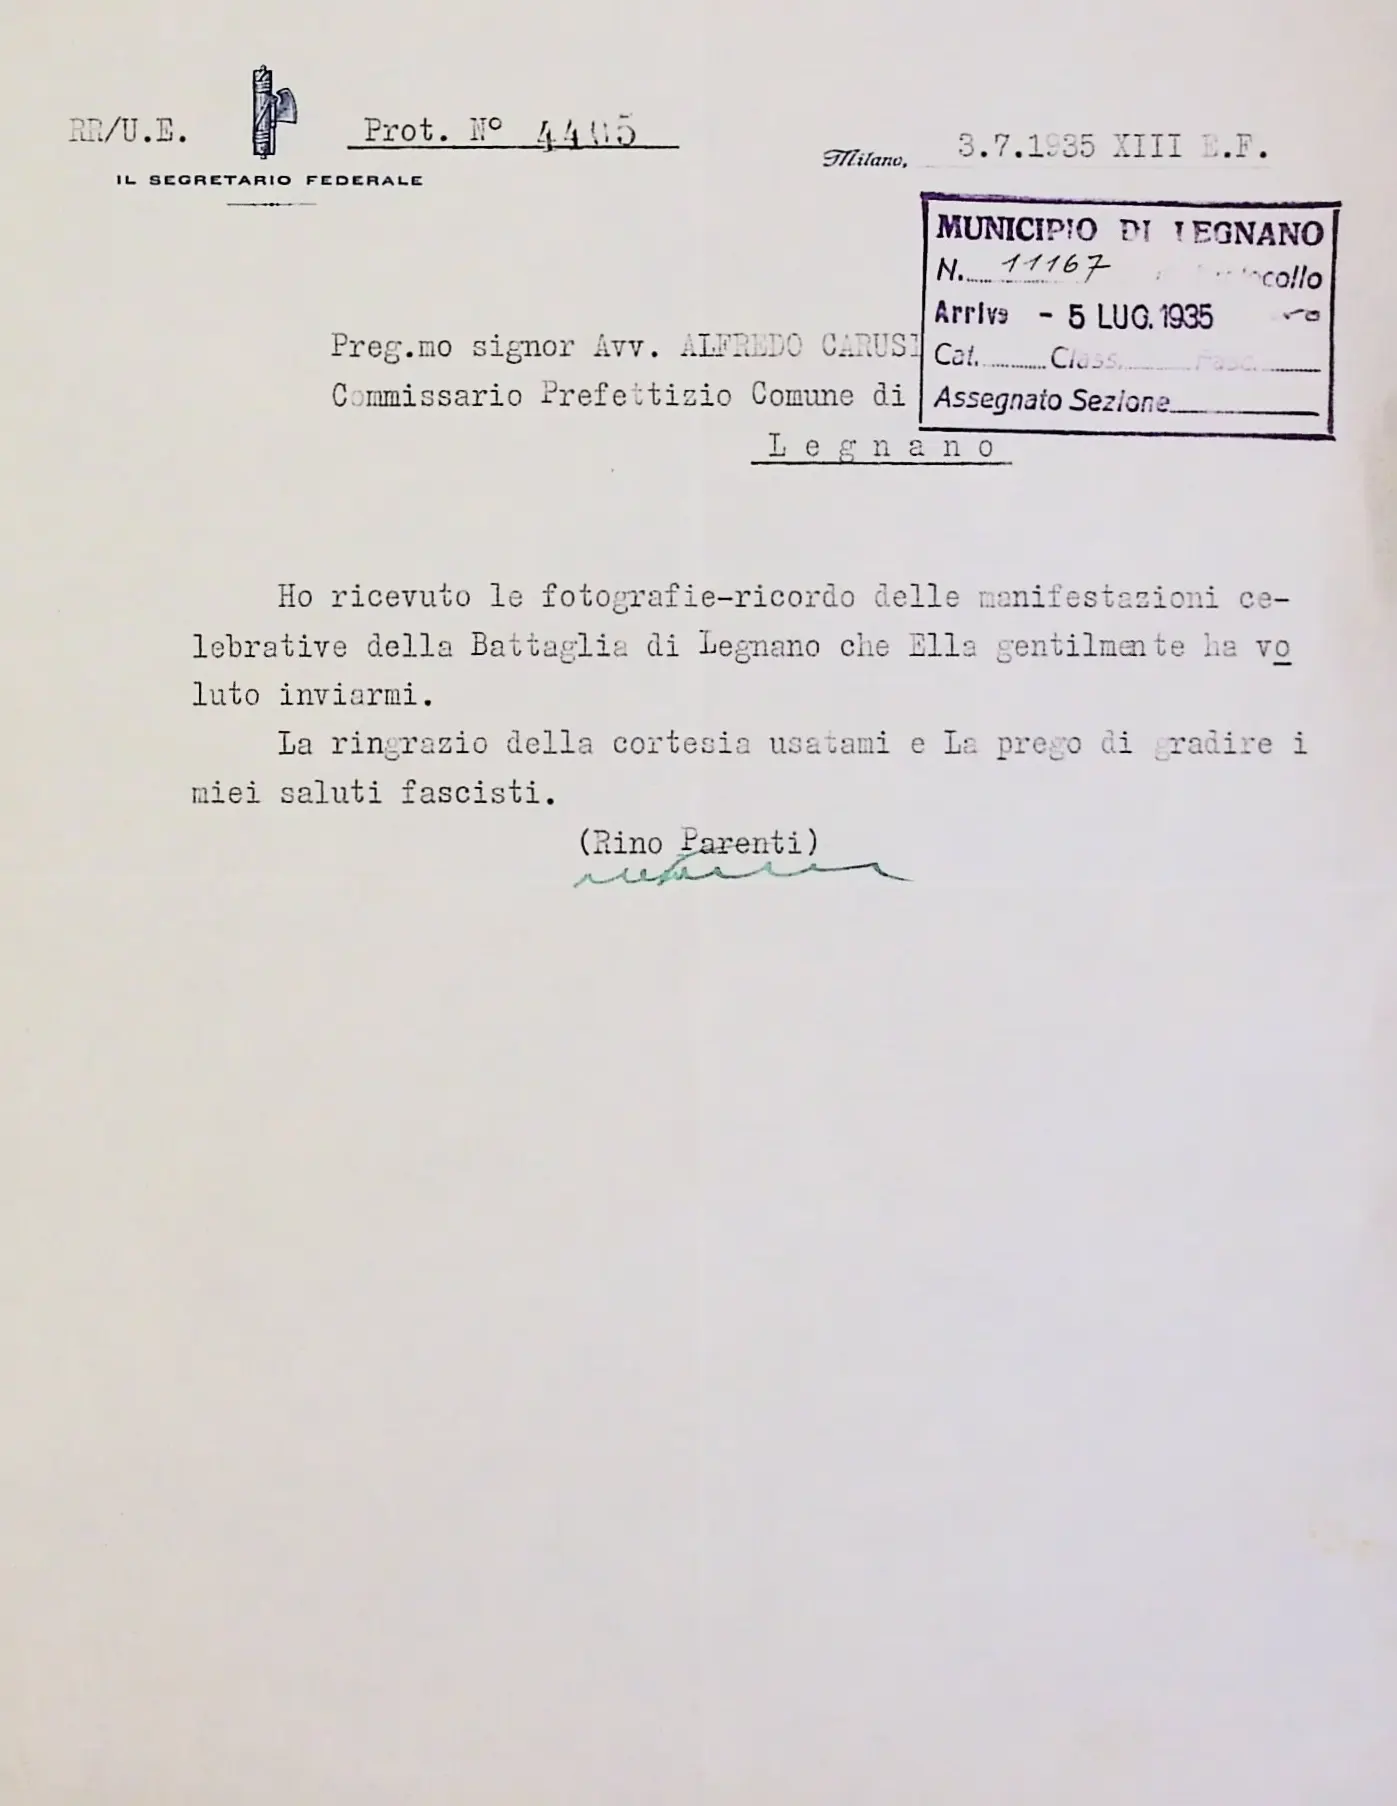 RR/U.E.
Prot. N°
IL SEGRETARIO FEDERALE
Milano, 3.7.1935 XIII E.F.
MUNICIPIO DI LEGNANO
N. 11167
Arrivo - 5 LUG. 1935
Cat. Class. Fasc.
Assegnato Sezione
Preg.mo signor Avv. ALFREDO CARUSI
Commissario Prefettizio Comune di
Legnano
Ho ricevuto le fotografie-ricordo delle manifestazioni ce-
lebrative della Battaglia di Legnano che Ella gentilmente ha vo
luto inviarmi.
La ringrazio della cortesia usatami e La prego di gradire i
miei saluti fascisti.
(Rino Parenti)